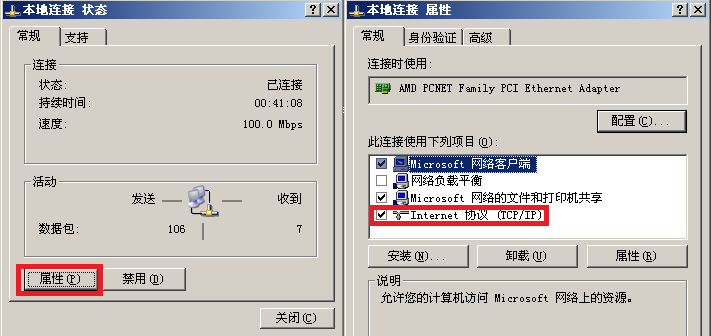 本地连接 状态
常规 支持
连接
状态: 已连接
持续时间: 00:41:08
速度: 100.0 Mbps
活动
发送 收到
数据包: 106 7
属性(P) 禁用(D)
关闭(C)
本地连接 属性
常规 身份验证 高级
连接时使用:
AMD PCNET Family PCI Ethernet Adapter
配置(C)...
此连接使用下列项目(O):
Microsoft 网络客户端
网络负载平衡
Microsoft 网络的文件和打印机共享
Internet 协议 (TCP/IP)
安装(N)... 卸载(U) 属性(R)
说明
允许您的计算机访问 Microsoft 网络上的资源。